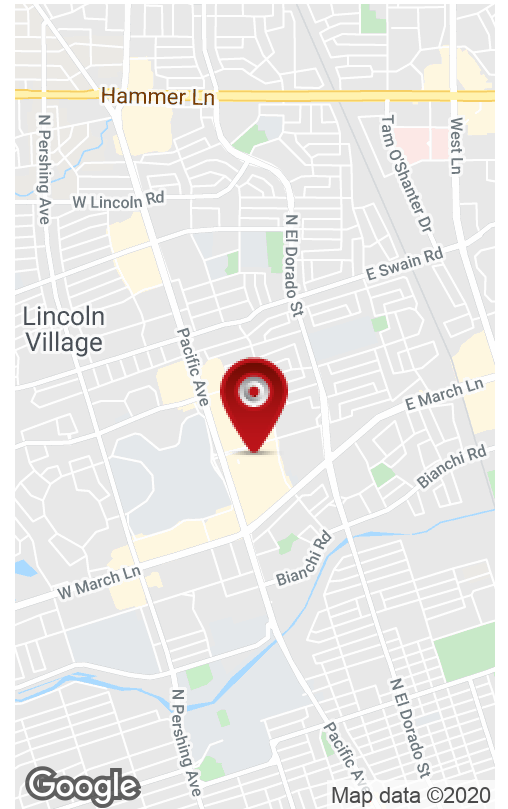 Hammer Ln
N Pershing Ave
Tam O'Shanter Dr
West Ln
W Lincoln Rd
N El Dorado St
E Swain Rd
Lincoln
Village
Pacific Ave
E March Ln
Bianchi Rd
Bianchi Rd
W March Ln
N Pershing Ave
N El Dorado St
Pacific Av
Google
Map data ©2020